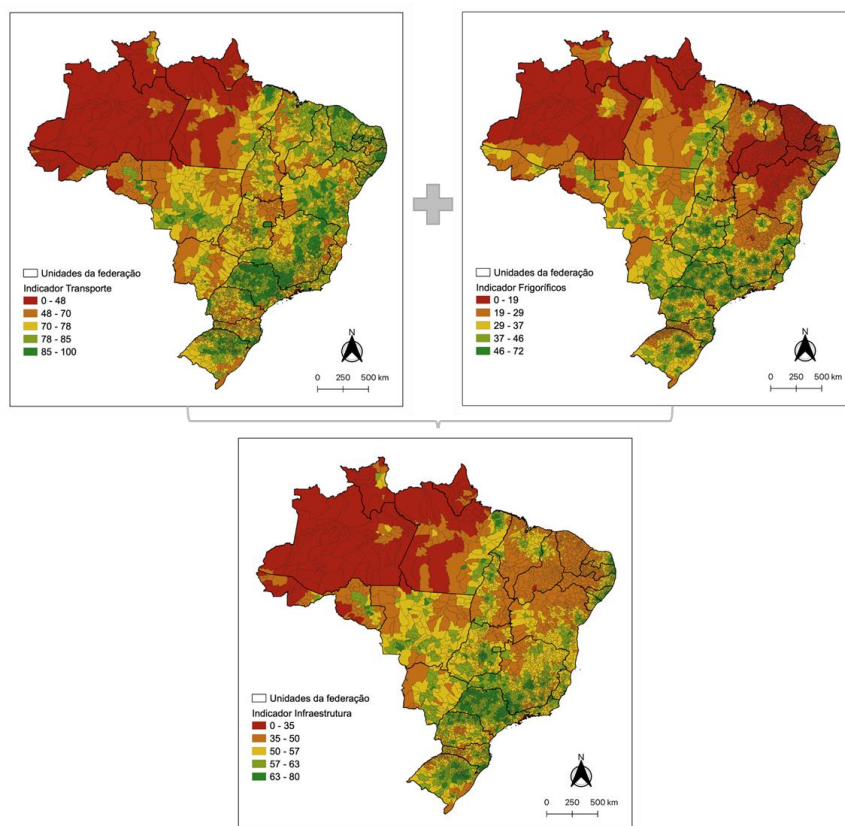 Unidades da federação
Indicador Transporte
0 - 48
48 - 70
70 - 78
78 - 85
85 - 100
N
0 250 500 km
Unidades da federação
Indicador Frigoríficos
0 - 19
19 - 29
29 - 37
37 - 46
46 - 72
N
0 250 500 km
Unidades da federação
Indicador Infraestrutura
0 - 35
35 - 50
50 - 57
57 - 63
63 - 80
N
0 250 500 km